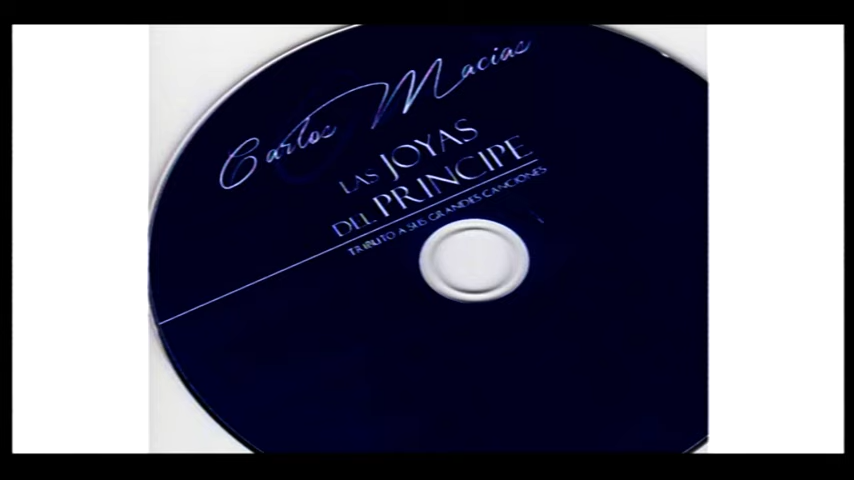 Carlos Macias
LAS JOYAS
DEL PRINCIPE
TRIBUTO A SUS GRANDES CANCIONES